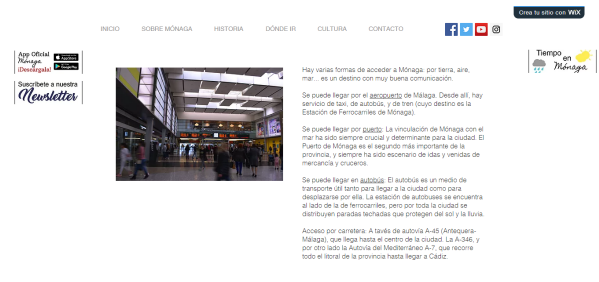 Crea tu sitio con WiX
INICIO SOBRE MÓNAGA HISTORIA DÓNDE IR CULTURA CONTACTO
App Oficial
Mónaga
¡Descárgala!
App Store
Google Play
Suscríbete a nuestra
Newsletter
Tiempo
en
Mónaga
Hay varias formas de acceder a Mónaga: por tierra, aire,
mar... es un destino con muy buena comunicación.
Se puede llegar por el aeropuerto de Málaga. Desde allí, hay
servicio de taxi, de autobús, y de tren (cuyo destino es la
Estación de Ferrocarriles de Mónaga).
Se puede llegar por puerto: La vinculación de Mónaga con el
mar ha sido siempre crucial y determinante para la ciudad. El
Puerto de Mónaga es el segundo más importante de la
provincia, y siempre ha sido escenario de idas y venidas de
mercancía y cruceros.
Se puede llegar en autobús: El autobús es un medio de
transporte útil tanto para llegar a la ciudad como para
desplazarse por ella. La estación de autobuses se encuentra
al lado de la de ferrocarriles, pero por toda la ciudad se
distribuyen paradas techadas que protegen del sol y la lluvia.
Acceso por carretera: A tavés de autovía A-45 (Antequera-
Málaga), que llega hasta el centro de la ciudad. La A-346, y
por otro lado la Autovía del Mediterráneo A-7, que recorre
todo el litoral de la provincia hasta llegar a Cádiz.